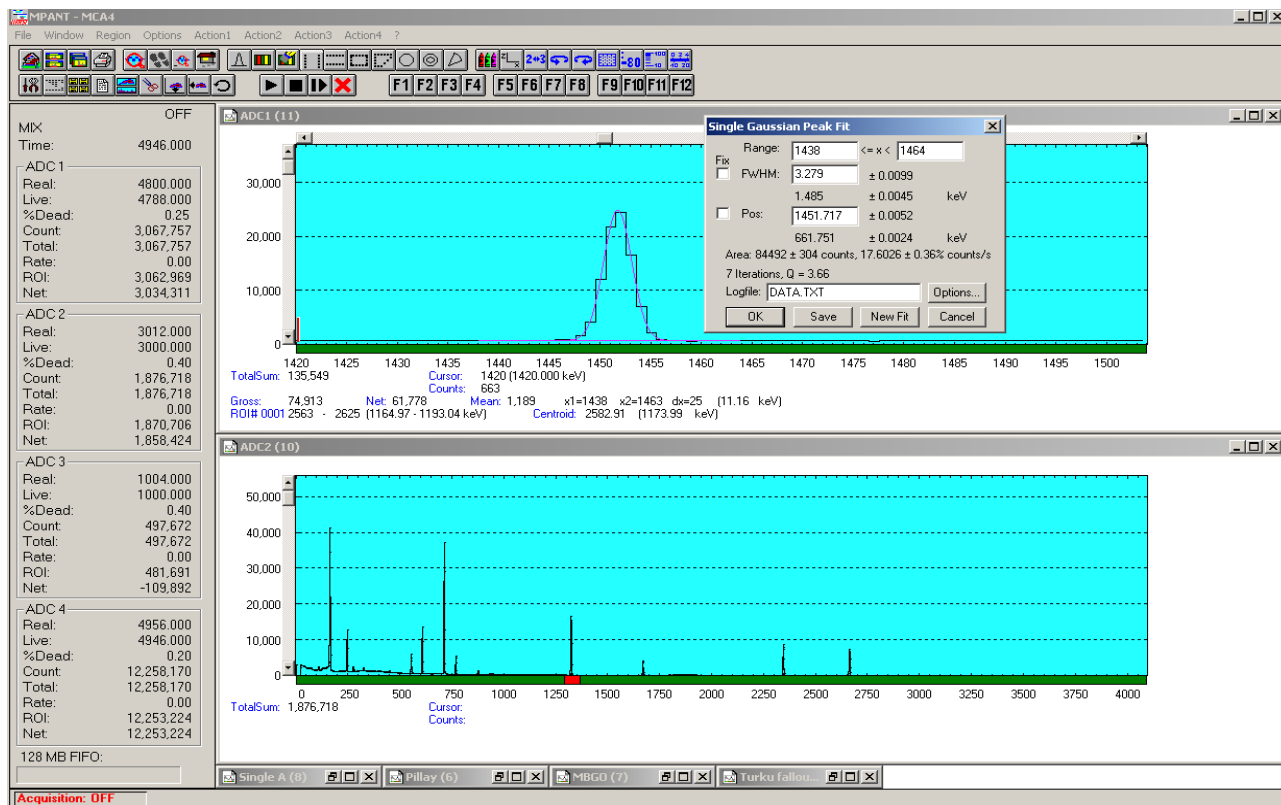 MPANT - MCA4
File Window Region Options Action1 Action2 Action3 Action4 ?
F1 F2 F3 F4 F5 F6 F7 F8 F9 F10 F11 F12
OFF
MIX
Time: 4946.000
ADC 1
Real: 4800.000
Live: 4788.000
%Dead: 0.25
Count: 3,067,757
Total: 3,067,757
Rate: 0.00
ROI: 3,062,969
Net: 3,034,311
ADC 2
Real: 3012.000
Live: 3000.000
%Dead: 0.40
Count: 1,876,718
Total: 1,876,718
Rate: 0.00
ROI: 1,870,706
Net: 1,858,424
ADC 3
Real: 1004.000
Live: 1000.000
%Dead: 0.40
Count: 497,672
Total: 497,672
Rate: 0.00
ROI: 481,691
Net: -109,892
ADC 4
Real: 4956.000
Live: 4946.000
%Dead: 0.20
Count: 12,258,170
Total: 12,258,170
Rate: 0.00
ROI: 12,253,224
Net: 12,253,224
128 MB FIFO:
Acquisition: OFF
ADC1 (11)
30,000
20,000
10,000
0
1420 1425 1430 1435 1440 1445 1450 1455 1460 1465 1470 1475 1480 1485 1490 1495 1500
TotalSum: 135,549 Cursor: 1420 (1420.000 keV)
Counts: 663
Gross: 74,913 Net: 61,778 Mean: 1,189 x1=1438 x2=1463 dx=25 (11.16 keV)
ROI# 0001 2563 - 2625 (1164.97 - 1193.04 keV) Centroid: 2582.91 (1173.99 keV)
Single Gaussian Peak Fit
Range: 1438 <= x < 1464
Fix
FWHM: 3.279 ± 0.0099
1.485 ± 0.0045 keV
Pos: 1451.717 ± 0.0052
661.751 ± 0.0024 keV
Area: 84492 ± 304 counts, 17.6026 ± 0.36% counts/s
7 Iterations, Q = 3.66
Logfile: DATA.TXT Options...
OK Save New Fit Cancel
ADC2 (10)
50,000
40,000
30,000
20,000
10,000
0
0 250 500 750 1000 1250 1500 1750 2000 2250 2500 2750 3000 3250 3500 3750 4000
TotalSum: 1,876,718 Cursor:
Counts:
Single A (8) Pillay (6) MBGO (7) Turku fallou...